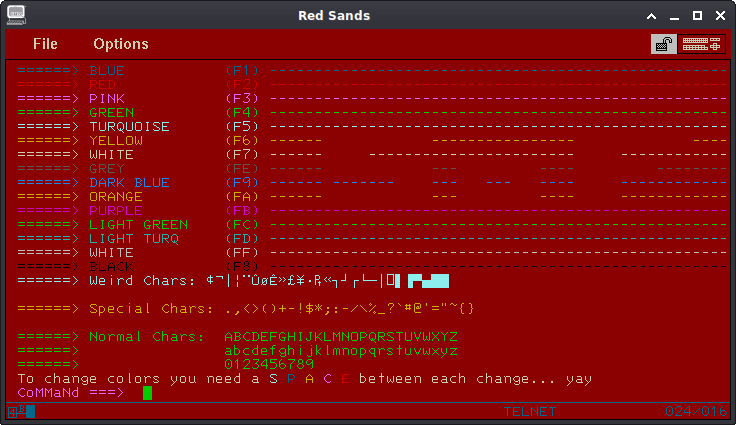 Red Sands
File Options
======> BLUE (F1) --------------------------------------------------
======> RED (F2) --------------------------------------------------
======> PINK (F3) --------------------------------------------------
======> GREEN (F4) --------------------------------------------------
======> TURQUOISE (F5) --------------------------------------------------
======> YELLOW (F6) ------ ---------------- ----
======> WHITE (F7) ------ ---------------------- ------------
======> GREY (FE) --- ---- ----
======> DARK BLUE (F9) ------ ------- --- --- ---- ------------
======> ORANGE (FA) ------ --- ---- ----
======> PURPLE (FB) --------------------------------------------------
======> LIGHT GREEN (FC) --------------------------------------------------
======> LIGHT TURQ (FD) --------------------------------------------------
======> WHITE (FF) --------------------------------------------------
======> BLACK (F8) --------------------------------------------------
======> Weird Chars: ¢¬|¦¨ÙøÊ»£¥·₧«┐┘┌└─│
======> Special Chars: .,<>()+-!$*;:-/\%_?`#@'="~{}
======> Normal Chars: ABCDEFGHIJKLMNOPQRSTUVWXYZ
======> abcdefghijklmnopqrstuvwxyz
======> 0123456789
To change colors you need a S P A C E between each change... yay
CoMMaNd ===>
4B TELNET 024/016